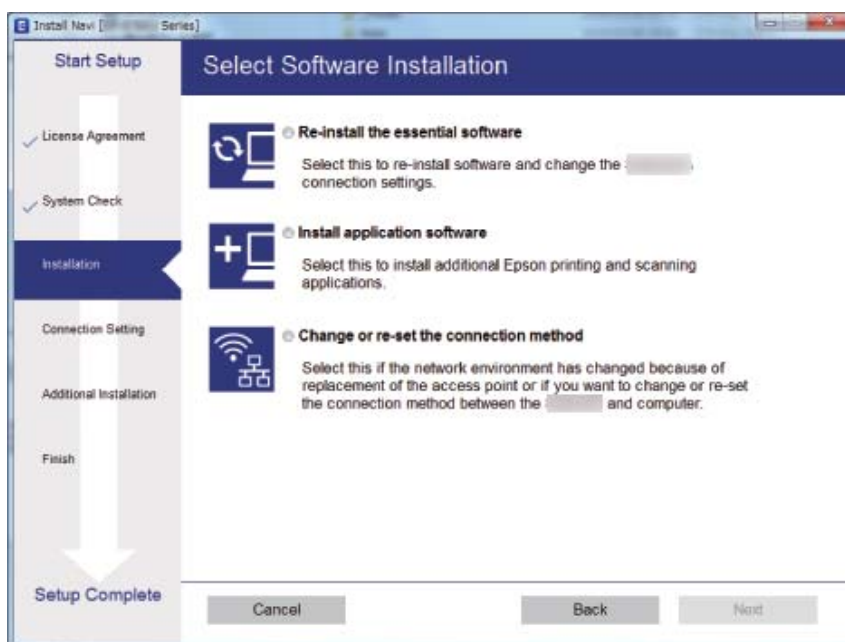 Install Navi [ Series]
Start Setup
License Agreement
System Check
Installation
Connection Setting
Additional Installation
Finish
Setup Complete
Select Software Installation
Re-install the essential software
Select this to re-install software and change the
connection settings.
Install application software
Select this to install additional Epson printing and scanning
applications.
Change or re-set the connection method
Select this if the network environment has changed because of
replacement of the access point or if you want to change or re-set
the connection method between the and computer.
Cancel
Back
Next